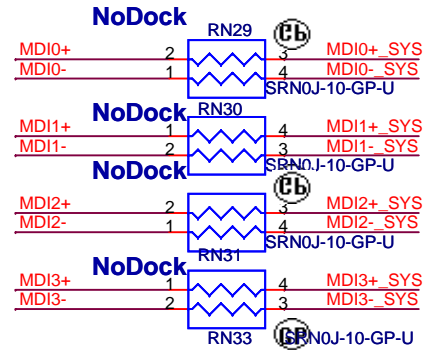 NoDock
RN29
MDI0+ 2 3 MDI0+_SYS
MDI0- 1 4 MDI0-_SYS
SRN0J-10-GP-U
NoDock
RN30
MDI1+ 1 4 MDI1+_SYS
MDI1- 2 3 MDI1-_SYS
SRN0J-10-GP-U
NoDock
MDI2+ 2 3 MDI2+_SYS
MDI2- 1 4 MDI2-_SYS
SRN0J-10-GP-U
RN31
NoDock
MDI3+ 1 4 MDI3+_SYS
MDI3- 2 3 MDI3-_SYS
RN33 SRN0J-10-GP-U